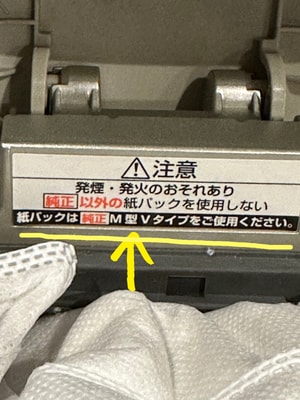 ⚠注意
発煙・発火のおそれあり
純正以外の紙パックを使用しない
紙パックは純正M型Vタイプをご使用ください。